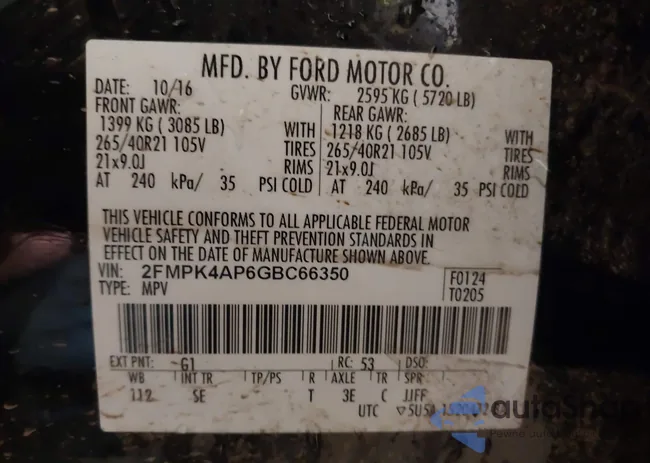 MFD. BY FORD MOTOR CO.
DATE: 10/16 GVWR: 2595 KG ( 5720 LB)
FRONT GAWR: REAR GAWR:
1399 KG ( 3085 LB) WITH 1218 KG ( 2685 LB) WITH
265/40R21 105V TIRES 265/40R21 105V TIRES
21x9.0J RIMS 21x9.0J RIMS
AT 240 kPa/ 35 PSI COLD AT 240 kPa/ 35 PSI COLD
THIS VEHICLE CONFORMS TO ALL APPLICABLE FEDERAL MOTOR
VEHICLE SAFETY AND THEFT PREVENTION STANDARDS IN
EFFECT ON THE DATE OF MANUFACTURE SHOWN ABOVE.
VIN: 2FMPK4AP6GBC66350 F0124
TYPE: MPV T0205
EXT PNT: G1 RC: 53 DSO:
WB INT TR TP/PS R AXLE TR SPR
112 SE T 3E C JJFF
UTC ▽SUSA
autoSha